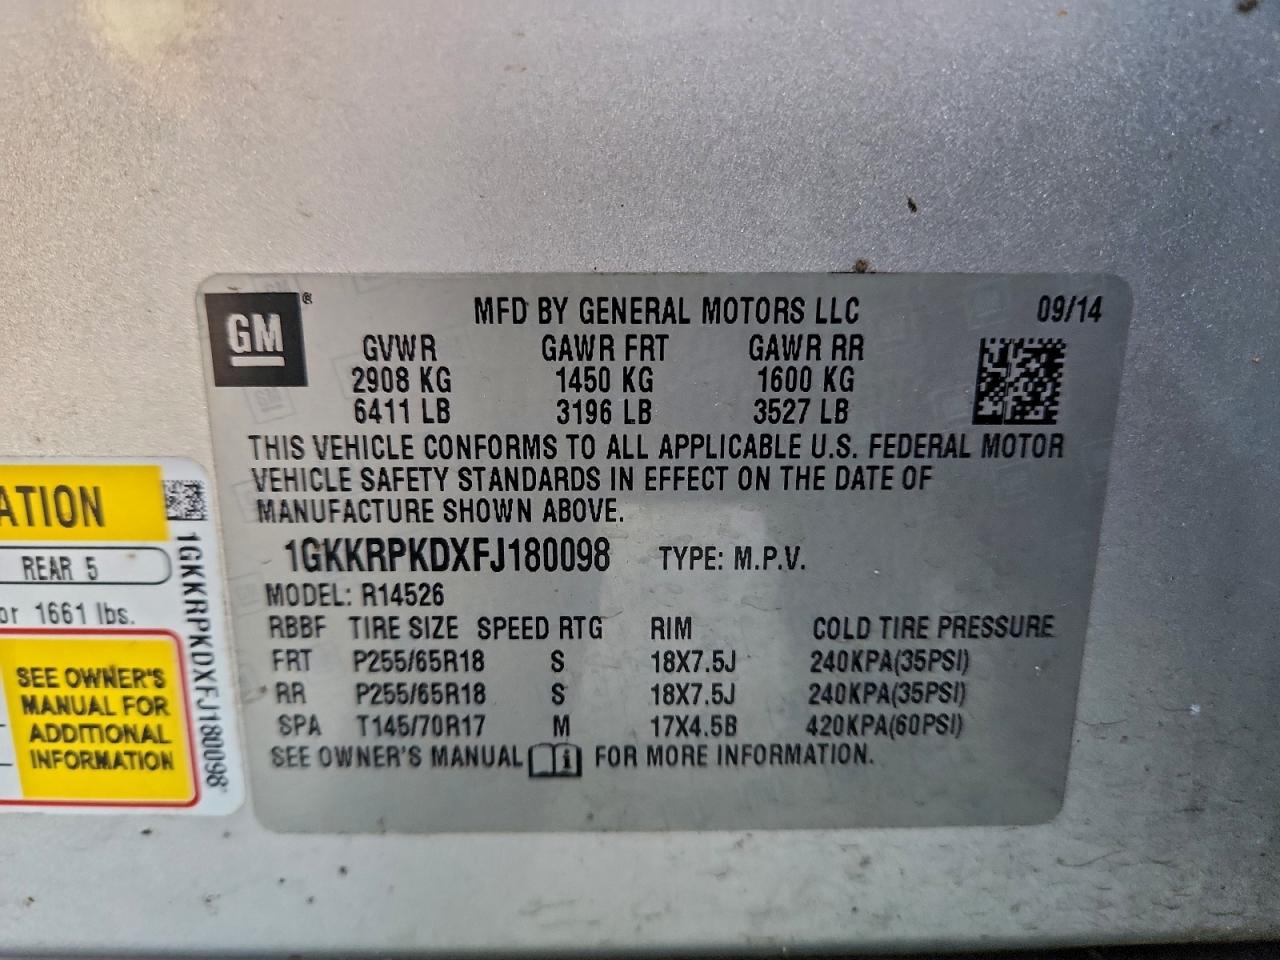 GM ®
MFD BY GENERAL MOTORS LLC 09/14
GVWR GAWR FRT GAWR RR
2908 KG 1450 KG 1600 KG
6411 LB 3196 LB 3527 LB
THIS VEHICLE CONFORMS TO ALL APPLICABLE U.S. FEDERAL MOTOR
VEHICLE SAFETY STANDARDS IN EFFECT ON THE DATE OF
MANUFACTURE SHOWN ABOVE.
1GKKRPKDXFJ180098 TYPE: M.P.V.
MODEL: R14526
RBBF TIRE SIZE SPEED RTG RIM COLD TIRE PRESSURE
FRT P255/65R18 S 18X7.5J 240KPA(35PSI)
RR P255/65R18 S 18X7.5J 240KPA(35PSI)
SPA T145/70R17 M 17X4.5B 420KPA(60PSI)
SEE OWNER'S MANUAL i FOR MORE INFORMATION.
ATION
REAR 5
or 1661 lbs.
SEE OWNER'S
MANUAL FOR
ADDITIONAL
INFORMATION
1GKKRPKDXFJ180098